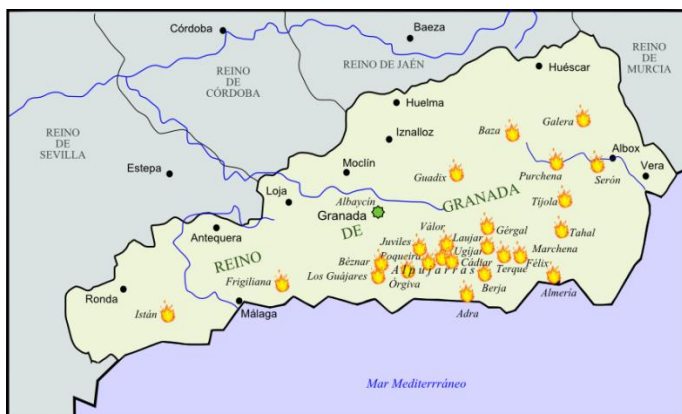 Córdoba
Baeza
REINO
DE
MURCIA
REINO
DE
CÓRDOBA
REINO DE JAÉN
Huéscar
Huelma
REINO
DE
SEVILLA
Iznalloz
Baza
Galera
Albox
Estepa
Moclín
Guadix
Purchena
Serón
Vera
Loja
Albaycín
Granada
GRANADA
Tíjola
Antequera
REINO
DE
Válor
Laujar
Gérgal
Tahal
Juviles
Ugíjar
Marchena
Béznar
Poqueira
Cádiar
Terque
Félix
Los Guájares
Alpujarras
Órgiva
Berja
Almería
Frigiliana
Ronda
Adra
Málaga
Istán
Mar Mediterrráneo